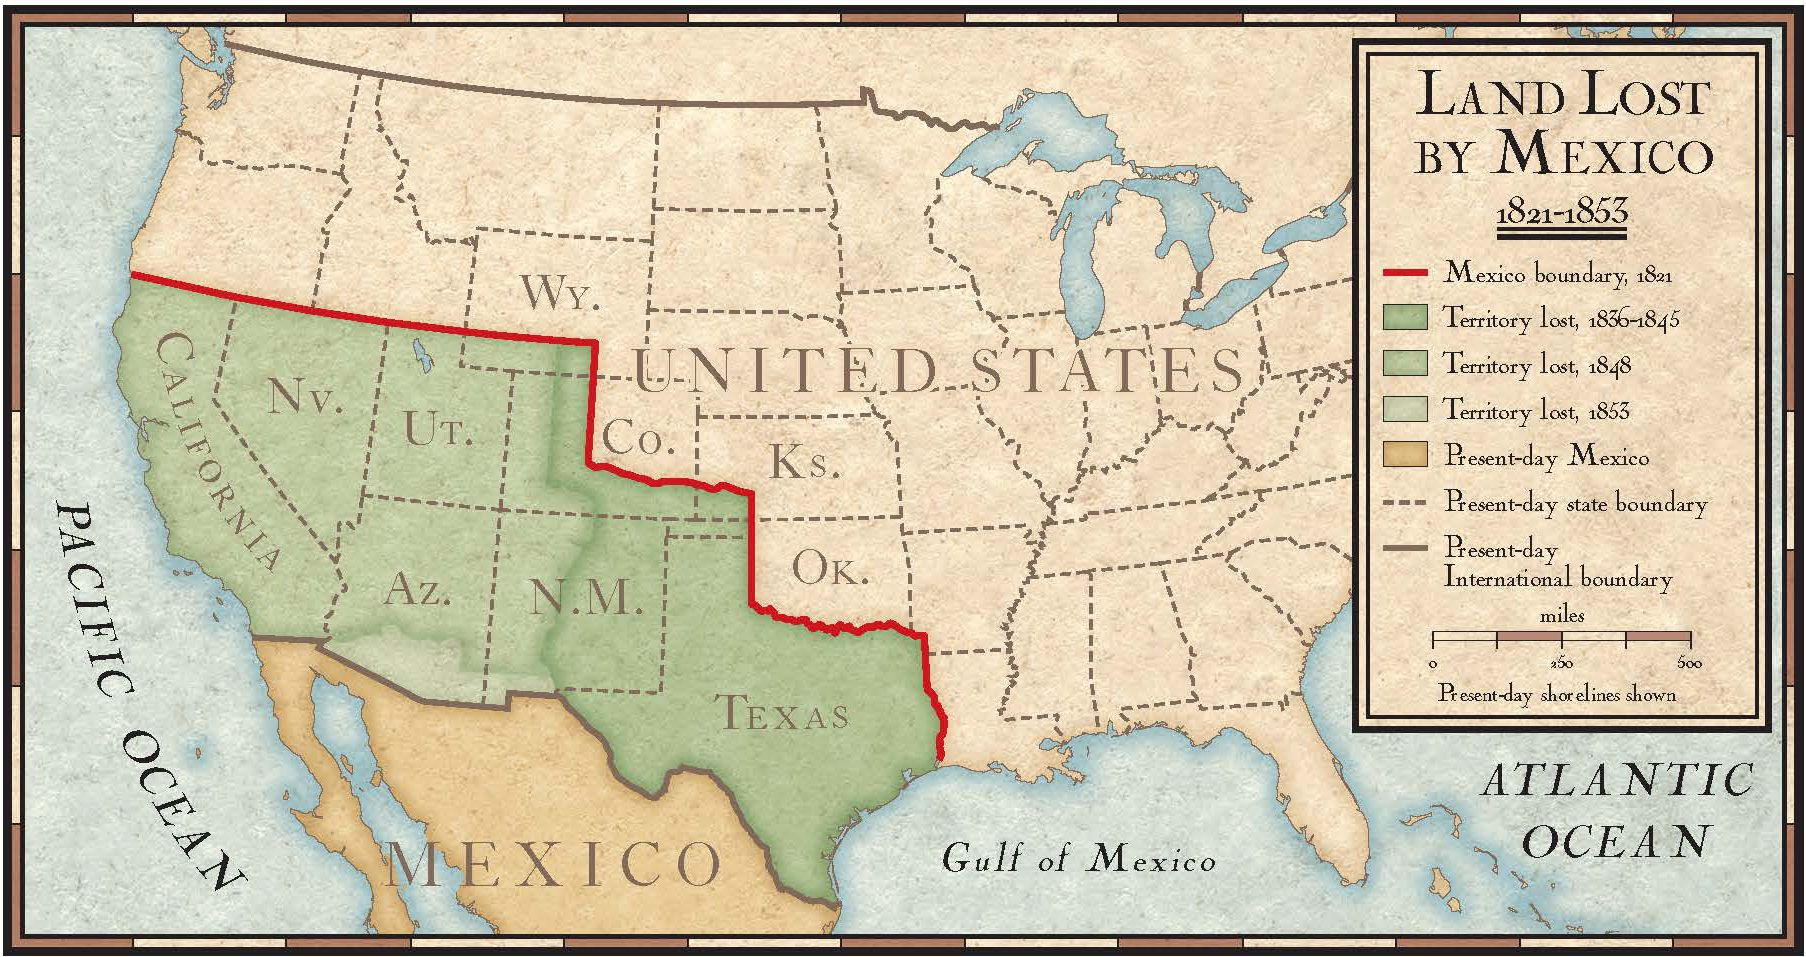 LAND LOST
BY MEXICO
1821-1853
Mexico boundary, 1821
Territory lost, 1836-1845
Territory lost, 1848
Territory lost, 1853
Present-day Mexico
Present-day state boundary
Present-day
International boundary
miles
0 250 500
Present-day shorelines shown
WY.
UNITED STATES
CALIFORNIA
NV.
UT.
CO.
KS.
AZ.
N.M.
OK.
TEXAS
MEXICO
PACIFIC OCEAN
Gulf of Mexico
ATLANTIC
OCEAN